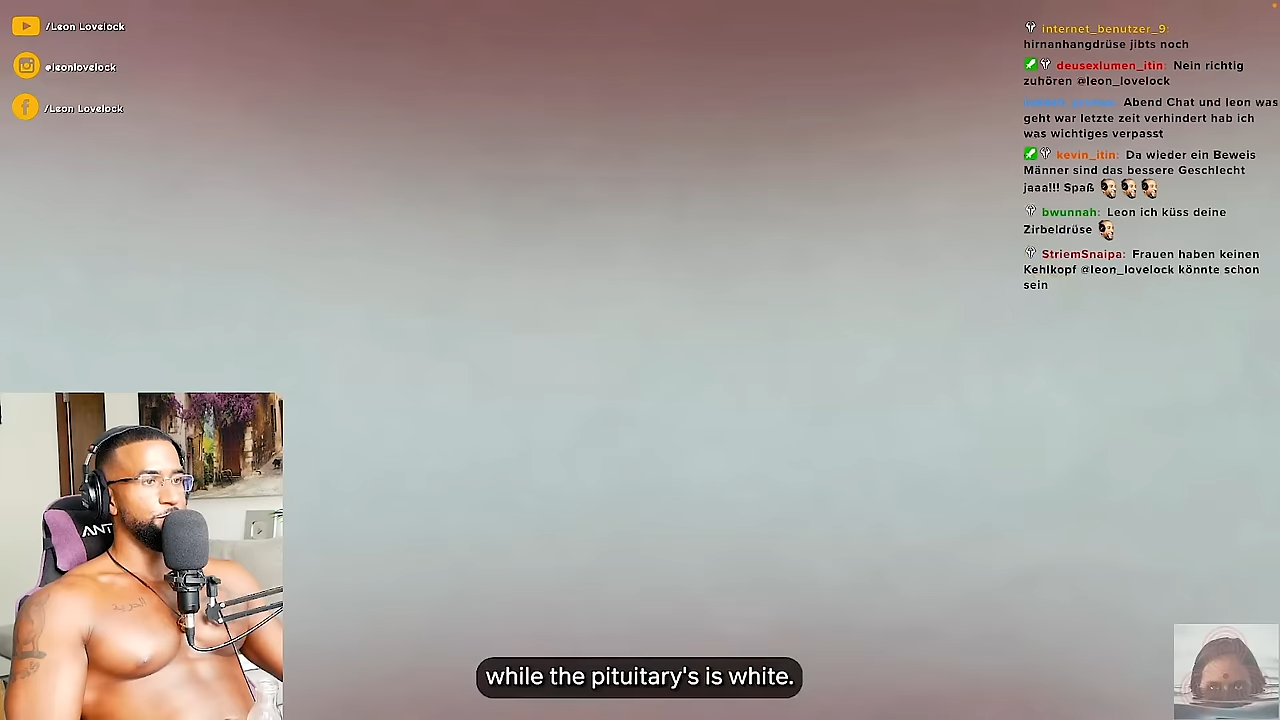 /Leon Lovelock
@leonlovelock
/Leon Lovelock
internet_benutzer_9:
hirnanhangdrüse jibts noch
deusexlumen_itin: Nein richtig
zuhören @leon_lovelock
Abend Chat und leon was
geht war letzte zeit verhindert hab ich
was wichtiges verpasst
kevin_itin: Da wieder ein Beweis
Männer sind das bessere Geschlecht
jaaa!!! Spaß
bwunnah: Leon ich küss deine
Zirbeldrüse
StriemSnaipa: Frauen haben keinen
Kehlkopf @leon_lovelock könnte schon
sein
ANT
while the pituitary's is white.